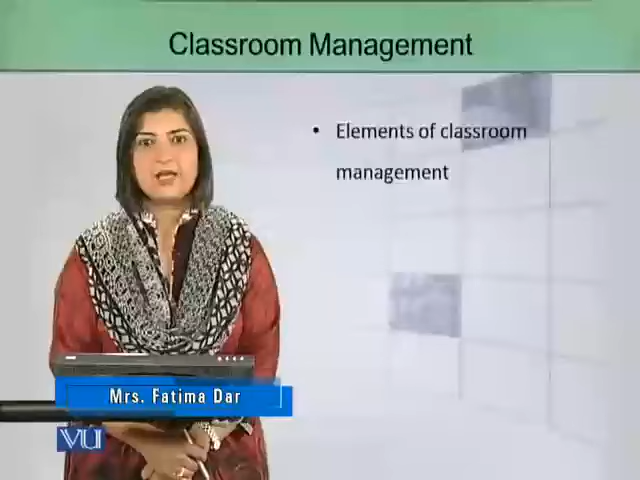 Classroom Management
• Elements of classroom
management
Mrs. Fatima Dar
VU